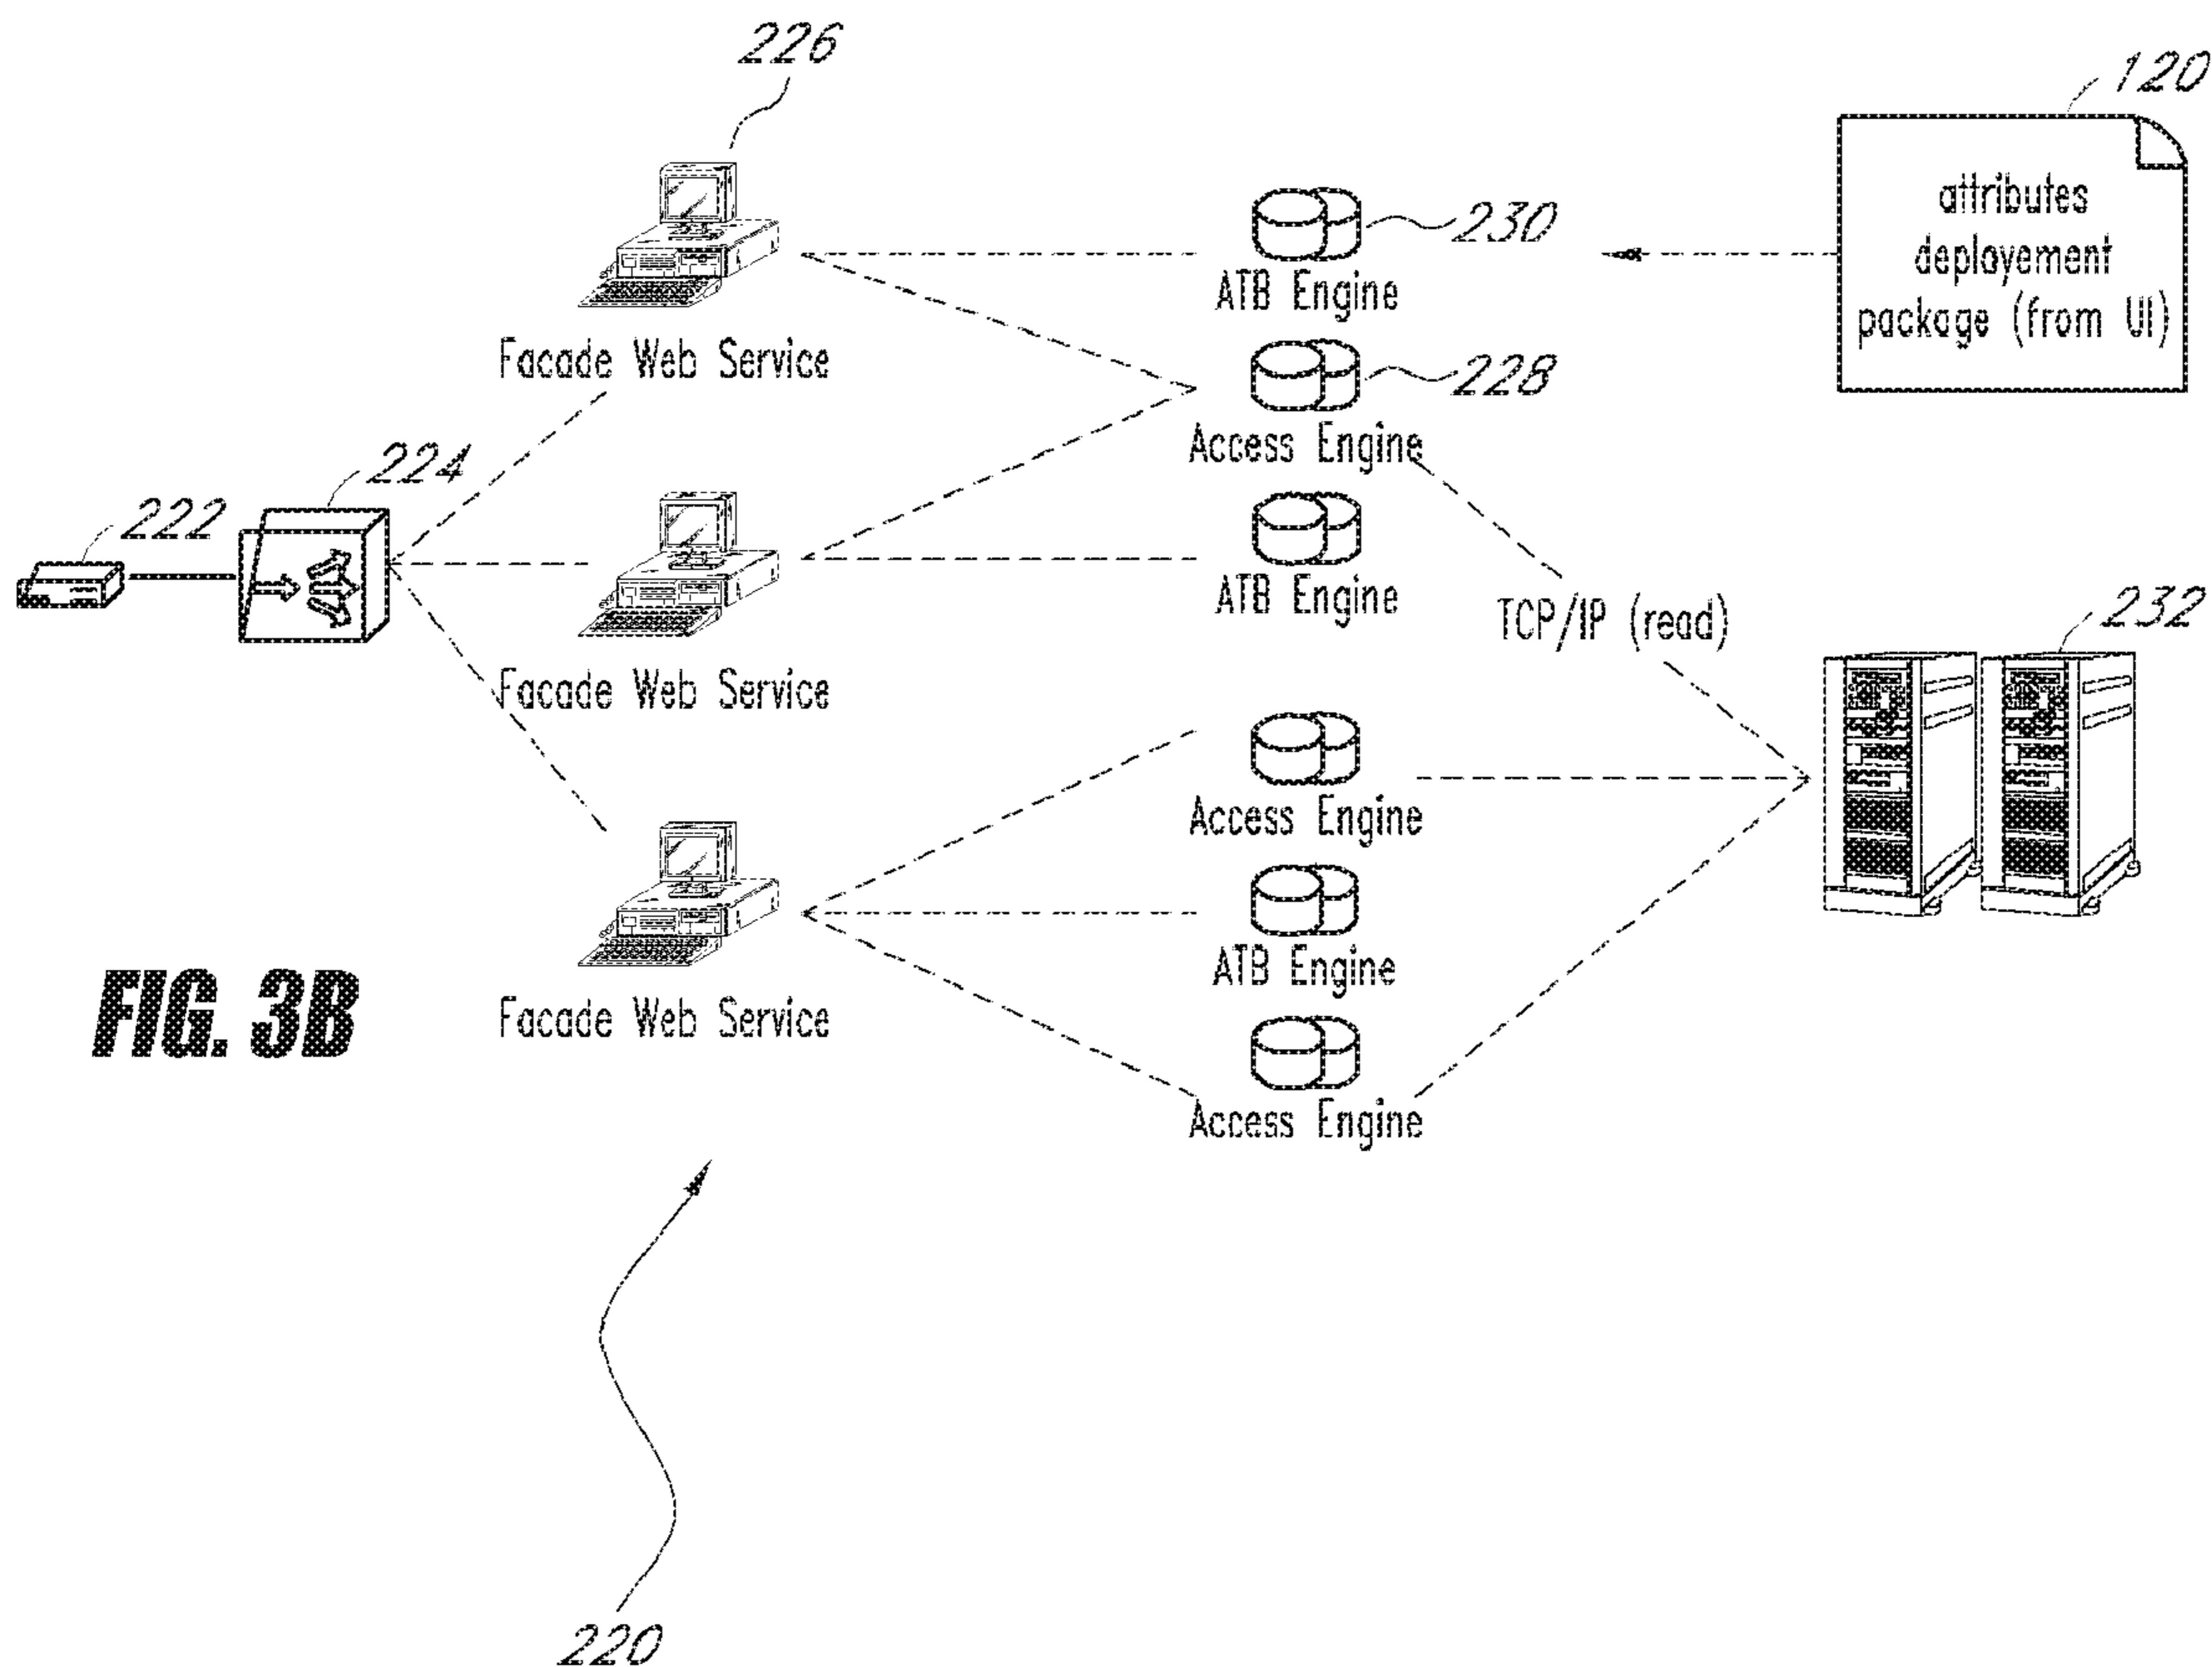 226
120
attributes
deployement
package (from UI)
230
ATB Engine
Facade Web Service
228
Access Engine
224
222
ATB Engine
TCP/IP (read)
232
Facade Web Service
Access Engine
ATB Engine
FIG. 3B
Facade Web Service
Access Engine
220